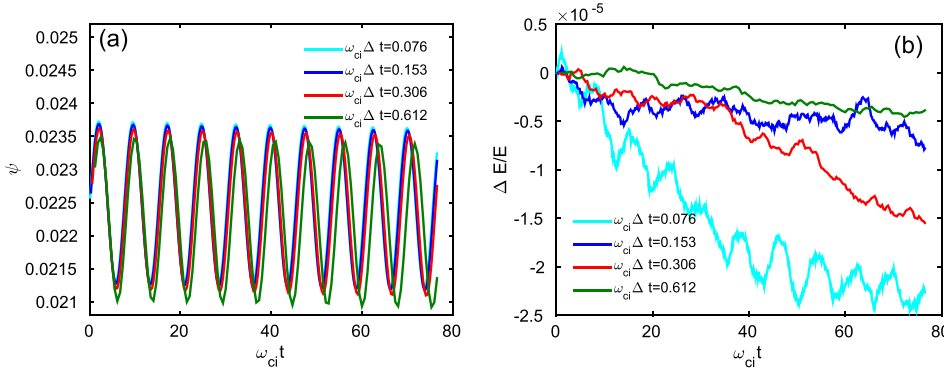 (a)
0.025
0.0245
0.024
0.0235
0.023
0.0225
0.022
0.0215
0.021
ψ
0 20 40 60 80
ω_ci t
ω_ci Δ t=0.076
ω_ci Δ t=0.153
ω_ci Δ t=0.306
ω_ci Δ t=0.612
(b)
×10^-5
0.5
0
-0.5
-1
-1.5
-2
-2.5
Δ E/E
0 20 40 60 80
ω_ci t
ω_ci Δ t=0.076
ω_ci Δ t=0.153
ω_ci Δ t=0.306
ω_ci Δ t=0.612